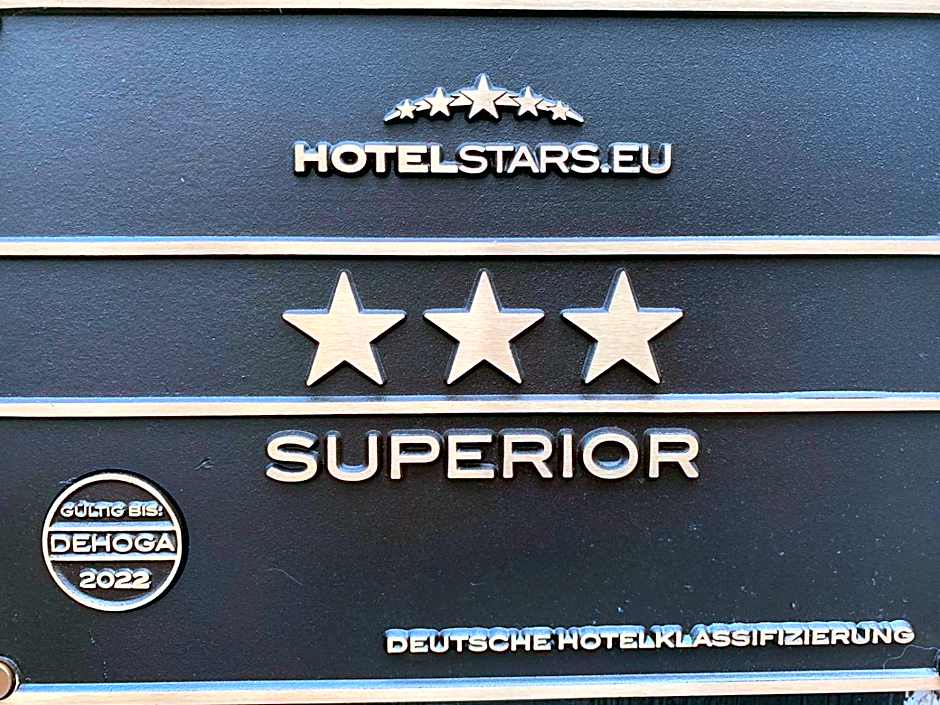 HOTELSTARS.EU
SUPERIOR
GÜLTIG BIS:
DEHOGA
2022
DEUTSCHE HOTELKLASSIFIZIERUNG